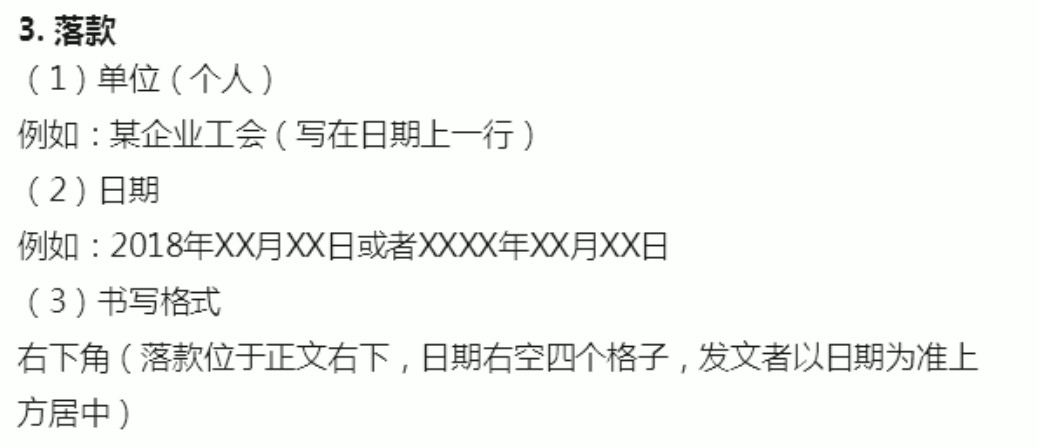 3. 落款
（1）单位（个人）
例如：某企业工会（写在日期上一行）
（2）日期
例如：2018年XX月XX日或者XXXX年XX月XX日
（3）书写格式
右下角（落款位于正文右下，日期右空四个格子，发文者以日期为准上
方居中）